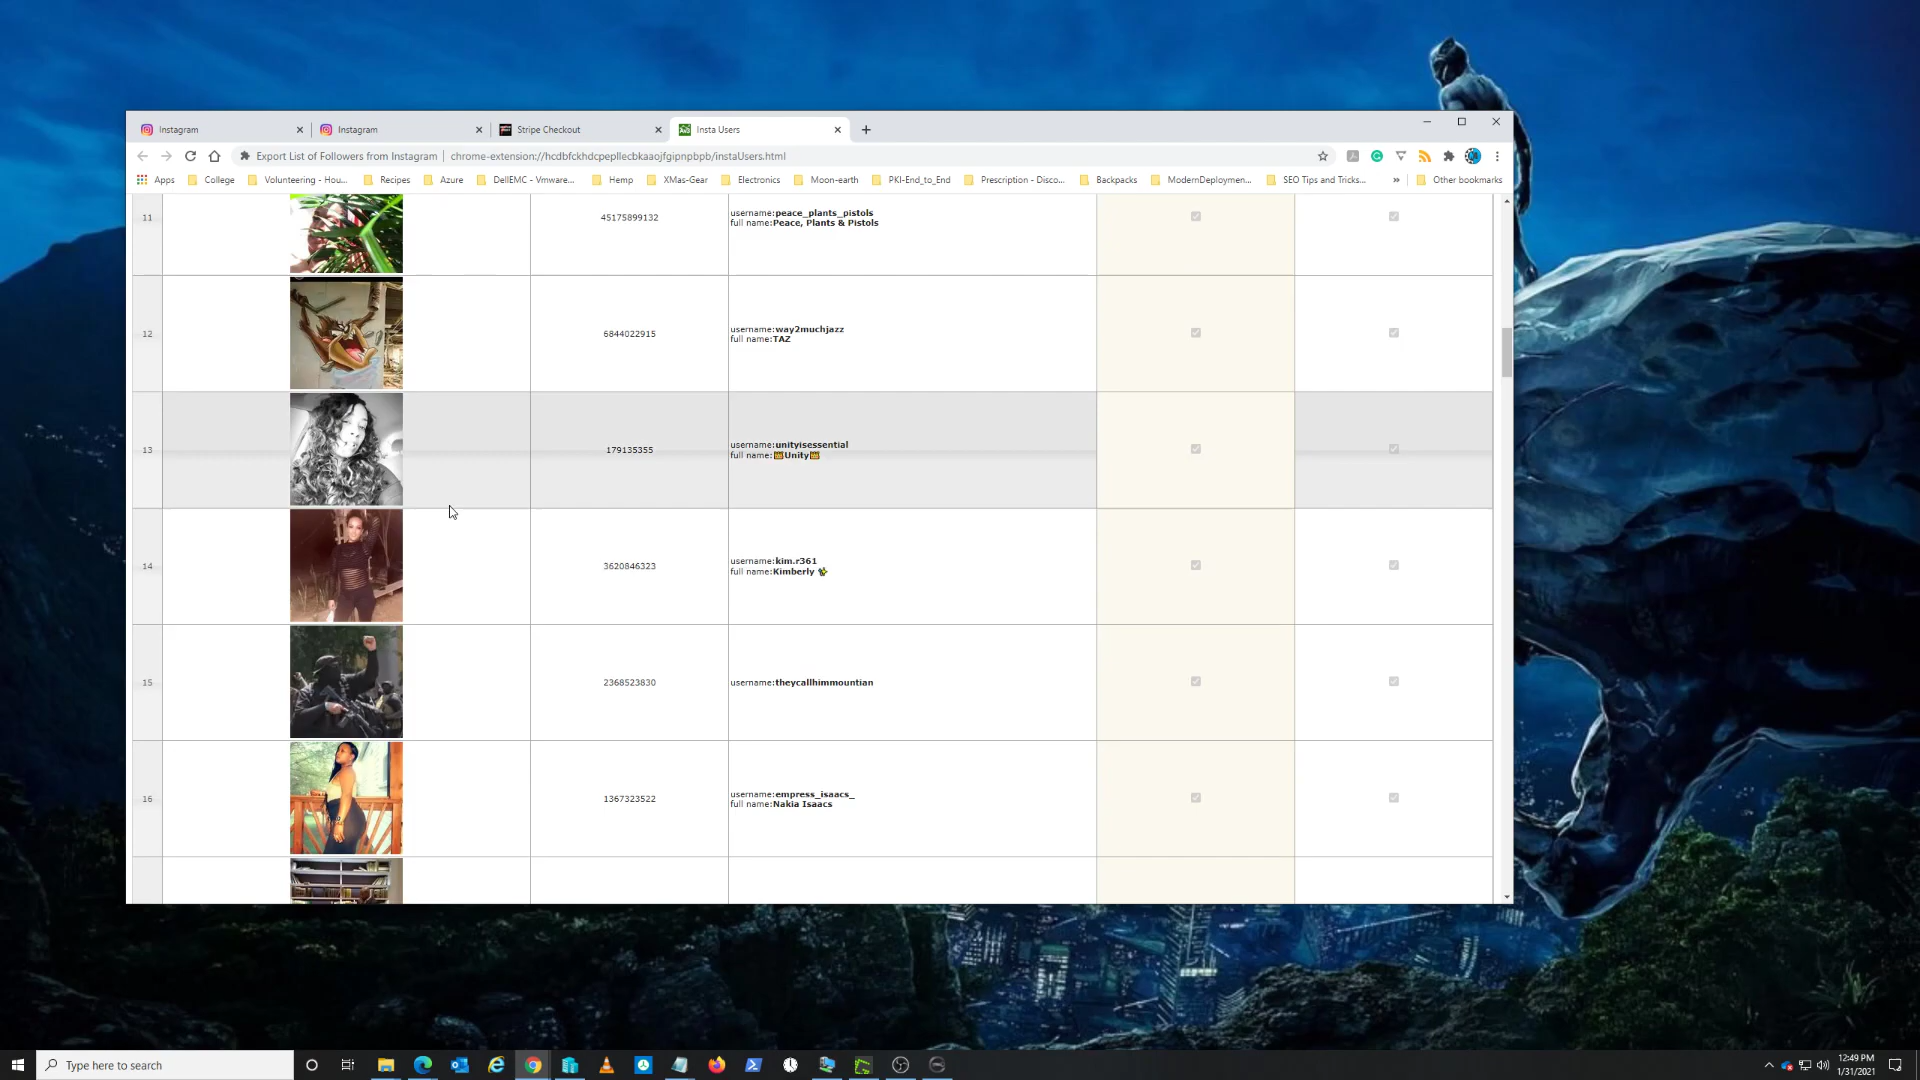 Instagram
Instagram
Stripe Checkout
Insta Users
Export List of Followers from Instagram | chrome-extension://hcdbfckhdcpepllecbkaaojfgipnpbpb/instaUsers.html
Apps College Volunteering - Hou... Recipes Azure DellEMC - Vmware... Hemp XMas-Gear Electronics Moon-earth PKI-End_to_End Prescription - Disco... Backpacks ModernDeploymen... SEO Tips and Tricks... » Other bookmarks
11 45175899132 username:peace_plants_pistols
full name:Peace, Plants & Pistols
12 6844022915 username:way2muchjazz
full name:TAZ
13 179135355 username:unityisessential
full name:Unity
14 3620846323 username:kim.r361
full name:Kimberly
15 2368523830 username:theycallhimmountian
16 1367323522 username:empress_isaacs_
full name:Nakia Isaacs
Type here to search
12:49 PM
1/31/2021